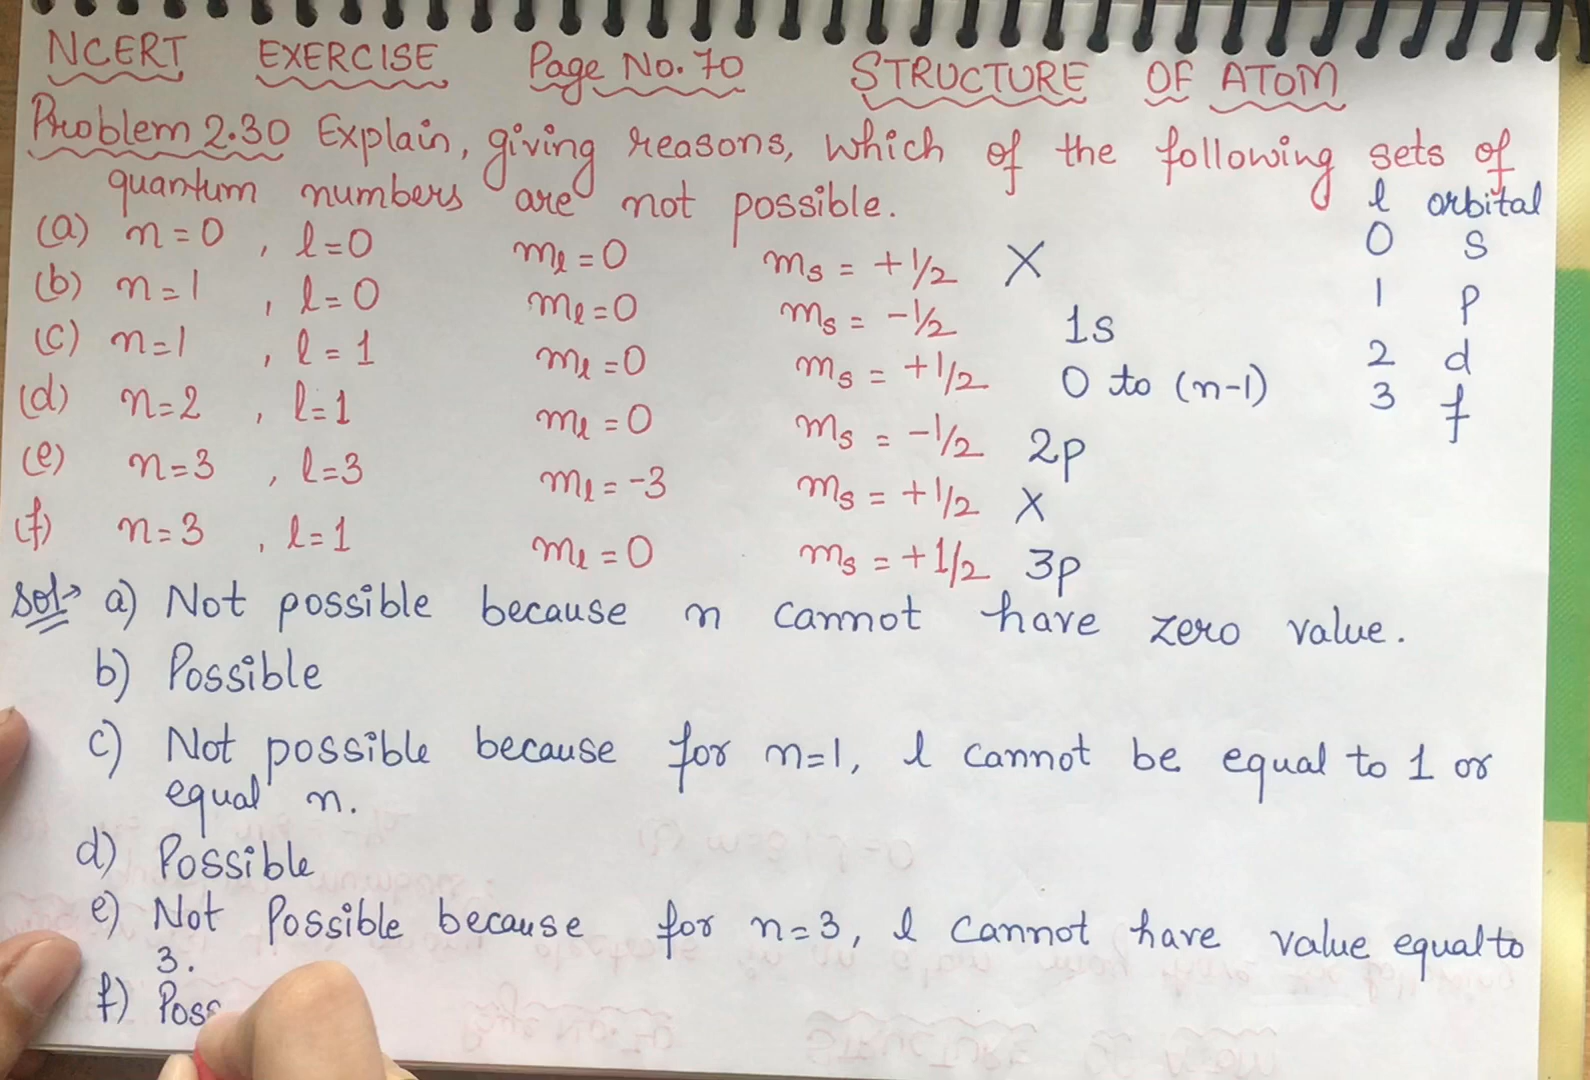 NCERT EXERCISE Page No. 70 STRUCTURE OF ATOM
Problem 2.30 Explain, giving reasons, which of the following sets of
quantum numbers are not possible.
l orbital
(a) n=0 , l=0 ml=0 ms = +1/2 X
0 s
(b) n=1 , l=0 ml=0 ms = -1/2 1s
1 p
(c) n=1 , l=1 ml=0 ms = +1/2 0 to (n-1)
2 d
(d) n=2 , l=1 ml=0 ms = -1/2 2p
3 f
(e) n=3 , l=3 ml=-3 ms = +1/2 X
(f) n=3 , l=1 ml=0 ms = +1/2 3p
Sol→ a) Not possible because n cannot have zero value.
b) Possible
c) Not possible because for n=1, l cannot be equal to 1 or
equal n.
d) Possible
e) Not Possible because for n=3, l cannot have value equal to
3.
f) Poss